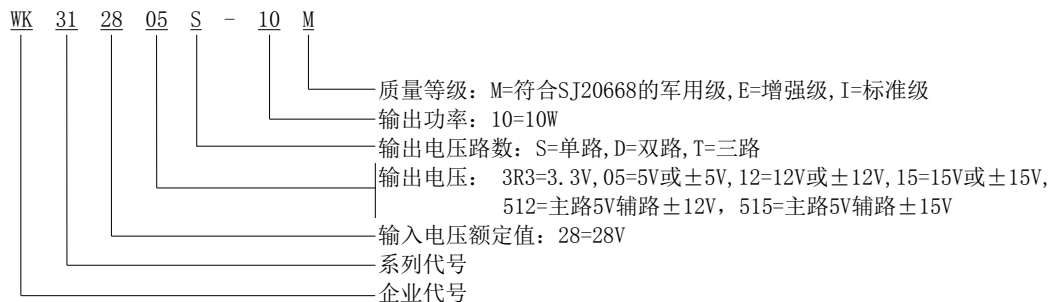 WK 31 28 05 S - 10 M
质量等级：M=符合SJ20668的军用级,E=增强级,I=标准级
输出功率：10=10W
输出电压路数：S=单路,D=双路,T=三路
输出电压： 3R3=3.3V,05=5V或±5V,12=12V或±12V,15=15V或±15V,
512=主路5V辅路±12V，515=主路5V辅路±15V
输入电压额定值：28=28V
系列代号
企业代号